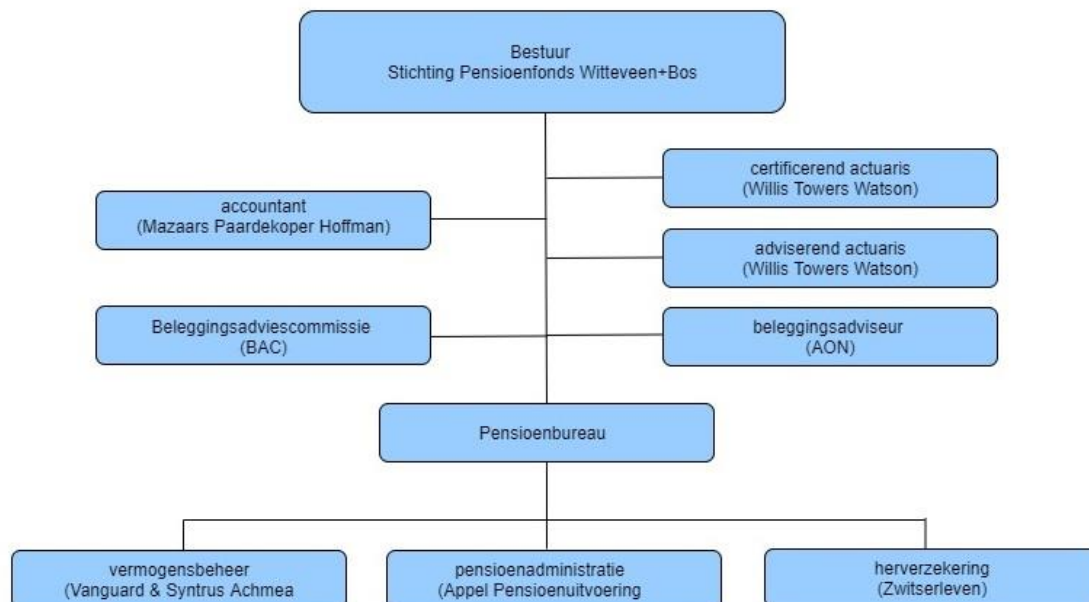 Bestuur
Stichting Pensioenfonds Witteveen+Bos
certificerend actuaris
(Willis Towers Watson)
accountant
(Mazaars Paardekoper Hoffman)
adviserend actuaris
(Willis Towers Watson)
Beleggingsadviescommissie
(BAC)
beleggingsadviseur
(AON)
Pensioenbureau
vermogensbeheer
(Vanguard & Syntrus Achmea
pensioenadministratie
(Appel Pensioenuitvoering
herverzekering
(Zwitserleven)